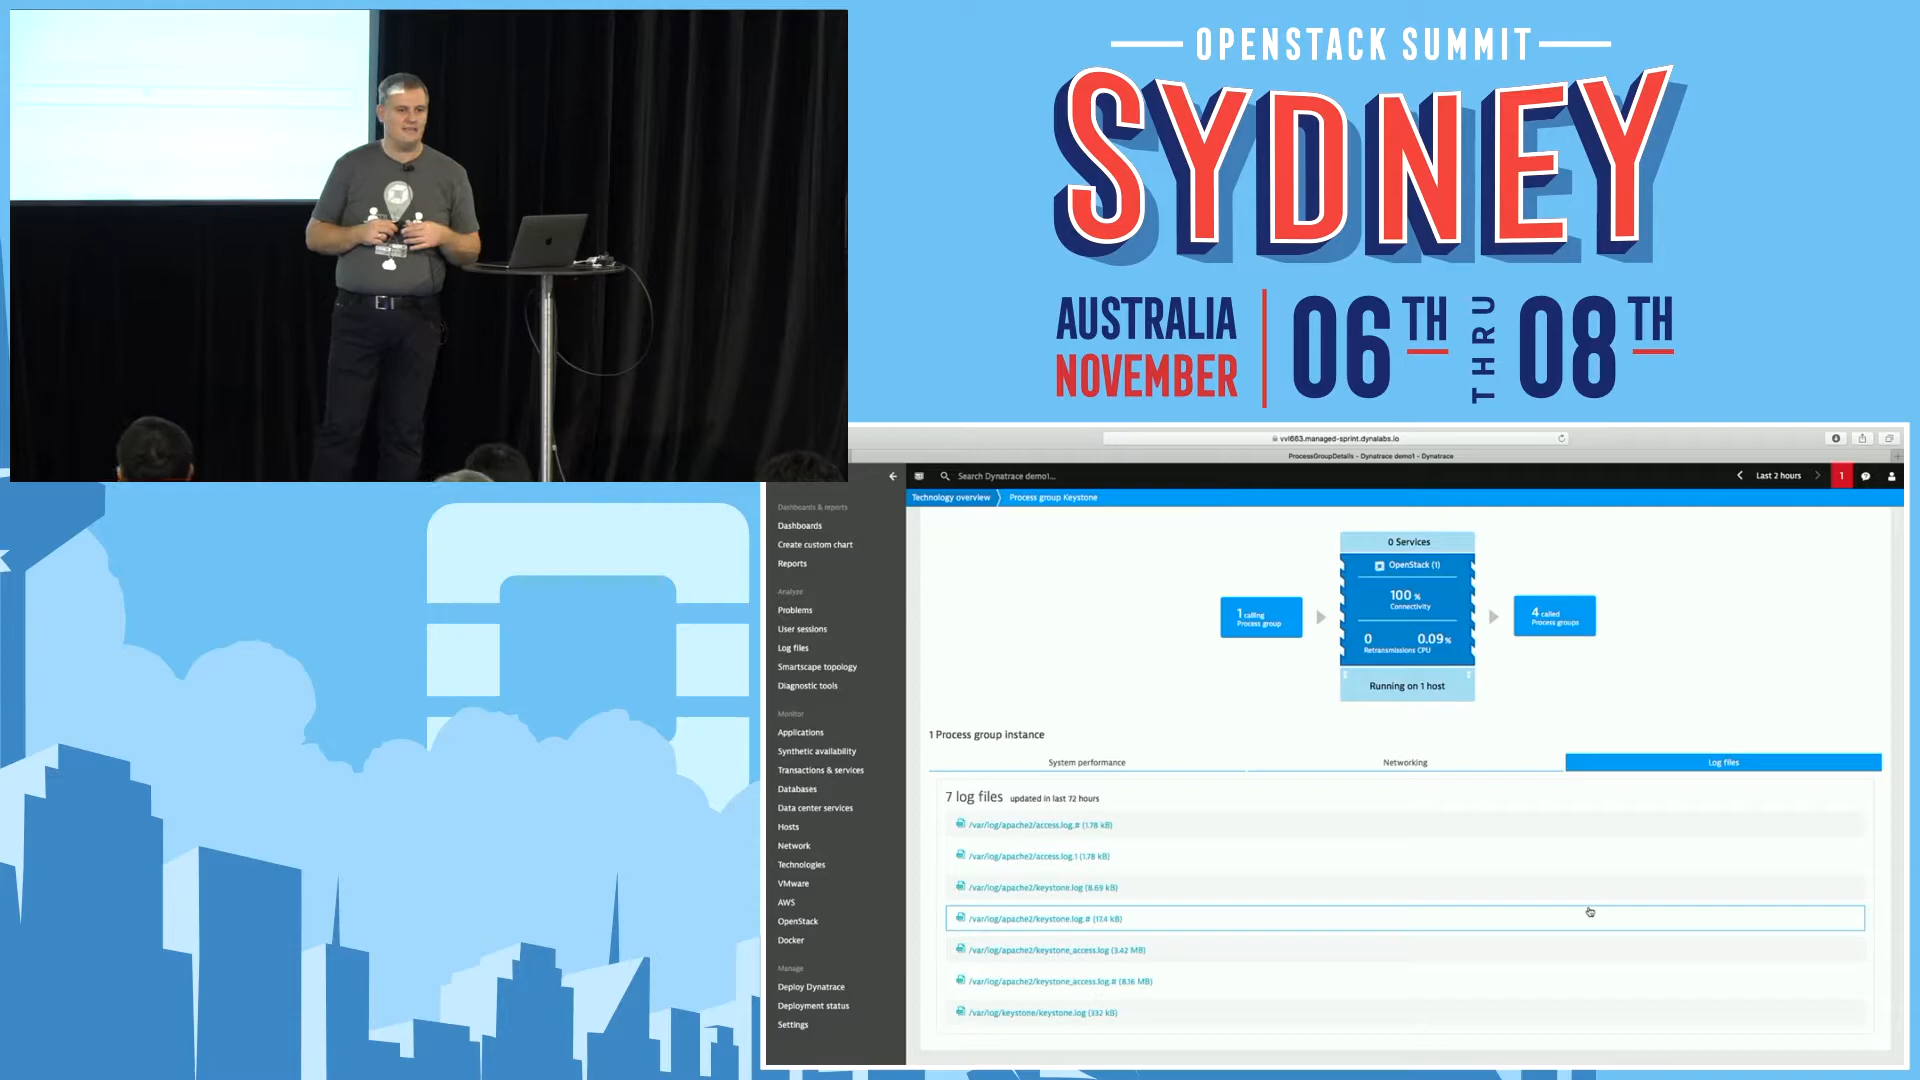 OPENSTACK SUMMIT
SYDNEY
AUSTRALIA
NOVEMBER
06TH
THRU
08TH
vvl663.managed-sprint.dynalabs.io
ProcessGroupDetails - Dynatrace demo1 - Dynatrace
Search Dynatrace demo1...
Last 2 hours
1
Technology overview
Process group Keystone
Dashboards & reports
Dashboards
Create custom chart
Reports
Analyze
Problems
User sessions
Log files
Smartscape topology
Diagnostic tools
Monitor
Applications
Synthetic availability
Transactions & services
Databases
Data center services
Hosts
Network
Technologies
VMware
AWS
OpenStack
Docker
Manage
Deploy Dynatrace
Deployment status
Settings
0 Services
OpenStack (1)
100 %
Connectivity
0
0.09%
Retransmissions CPU
Running on 1 host
1 calling
Process group
4 called
Process groups
1 Process group instance
System performance
Networking
Log files
7 log files updated in last 72 hours
/var/log/apache2/access.log.# (1.78 kB)
/var/log/apache2/access.log.1 (1.78 kB)
/var/log/apache2/keystone.log (8.69 kB)
/var/log/apache2/keystone.log.# (17.4 kB)
/var/log/apache2/keystone_access.log (3.42 MB)
/var/log/apache2/keystone_access.log.# (8.16 MB)
/var/log/keystone/keystone.log (332 kB)